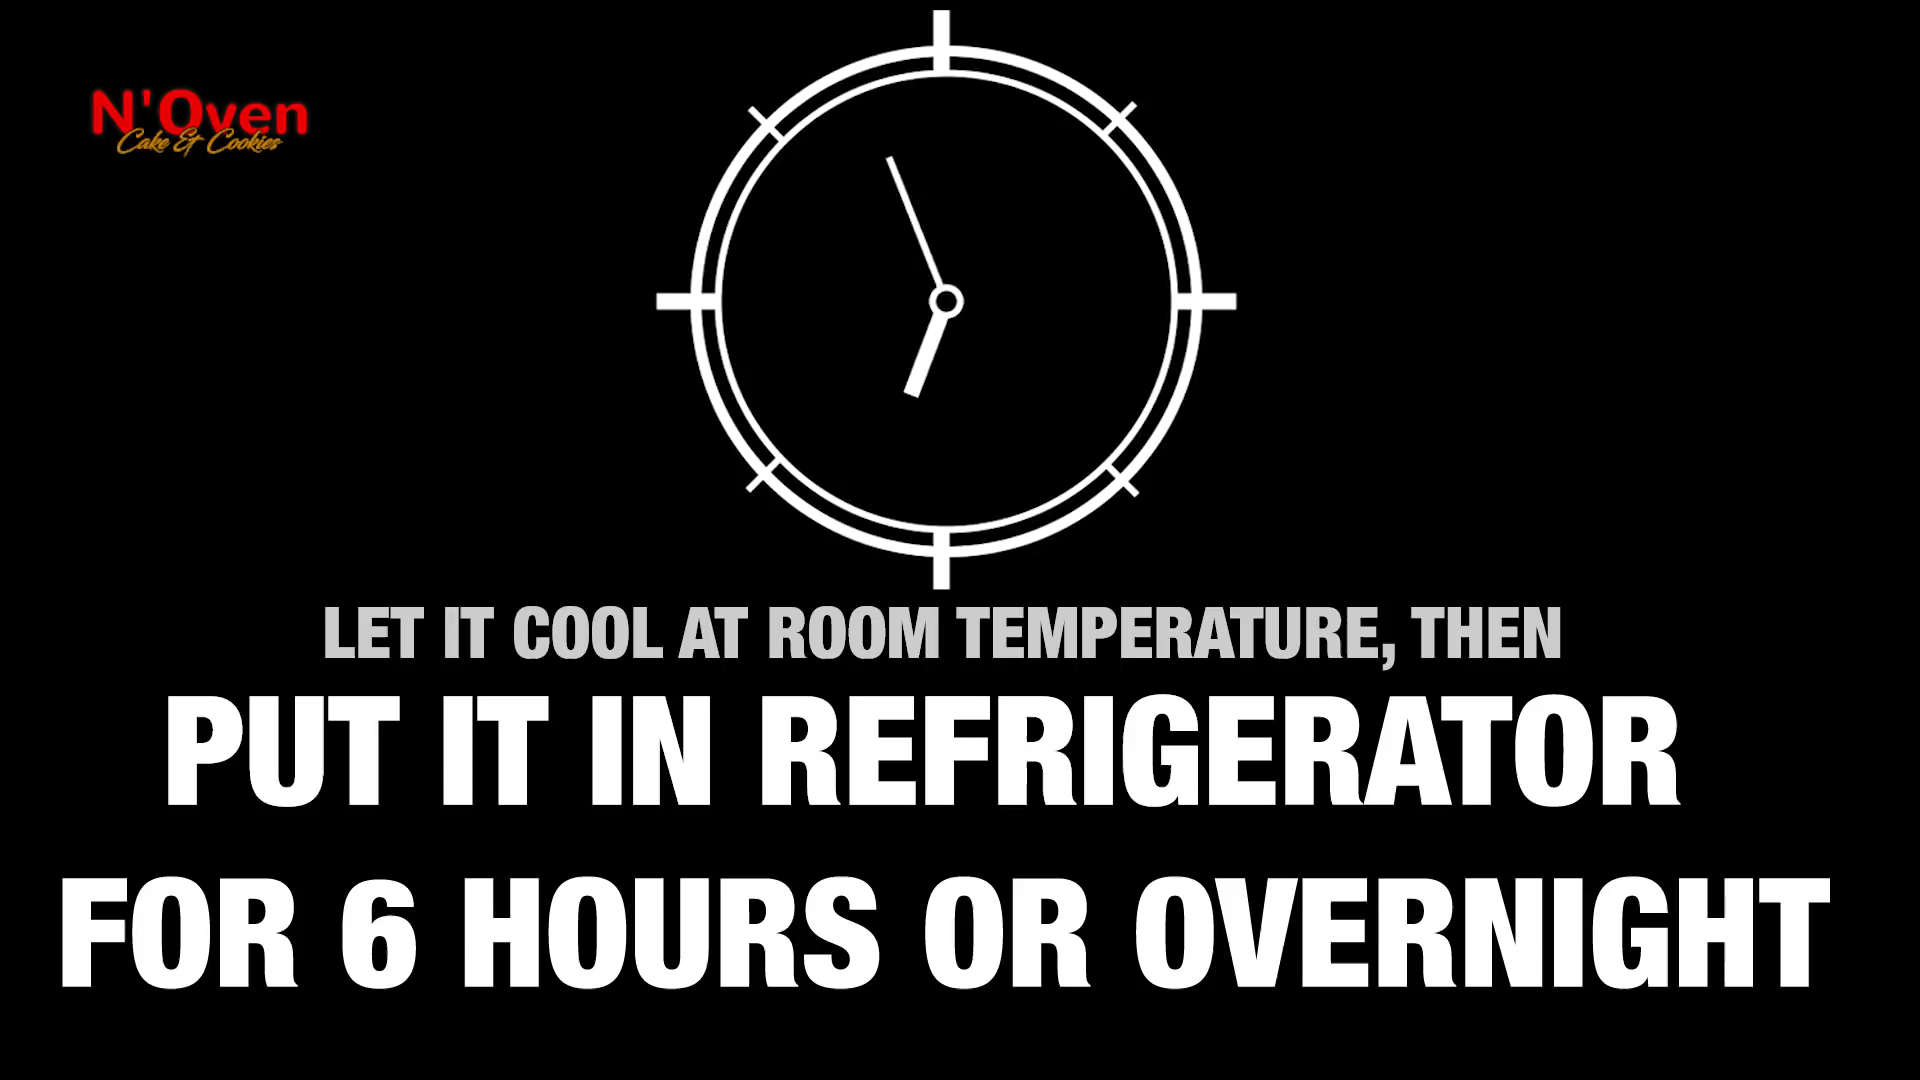 N'Oven
Cake & Cookies
LET IT COOL AT ROOM TEMPERATURE, THEN
PUT IT IN REFRIGERATOR
FOR 6 HOURS OR OVERNIGHT